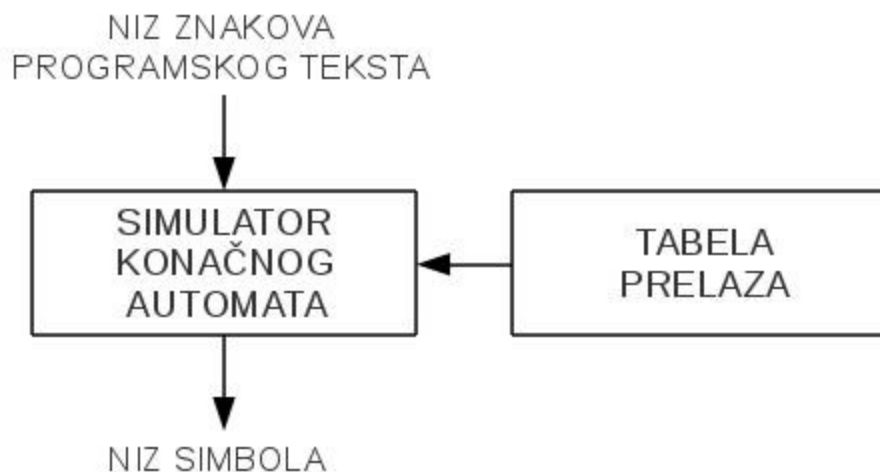 NIZ ZNAKOVA
PROGRAMSKOG TEKSTA
SIMULATOR
KONAČNOG
AUTOMATA
TABELA
PRELAZA
NIZ SIMBOLA